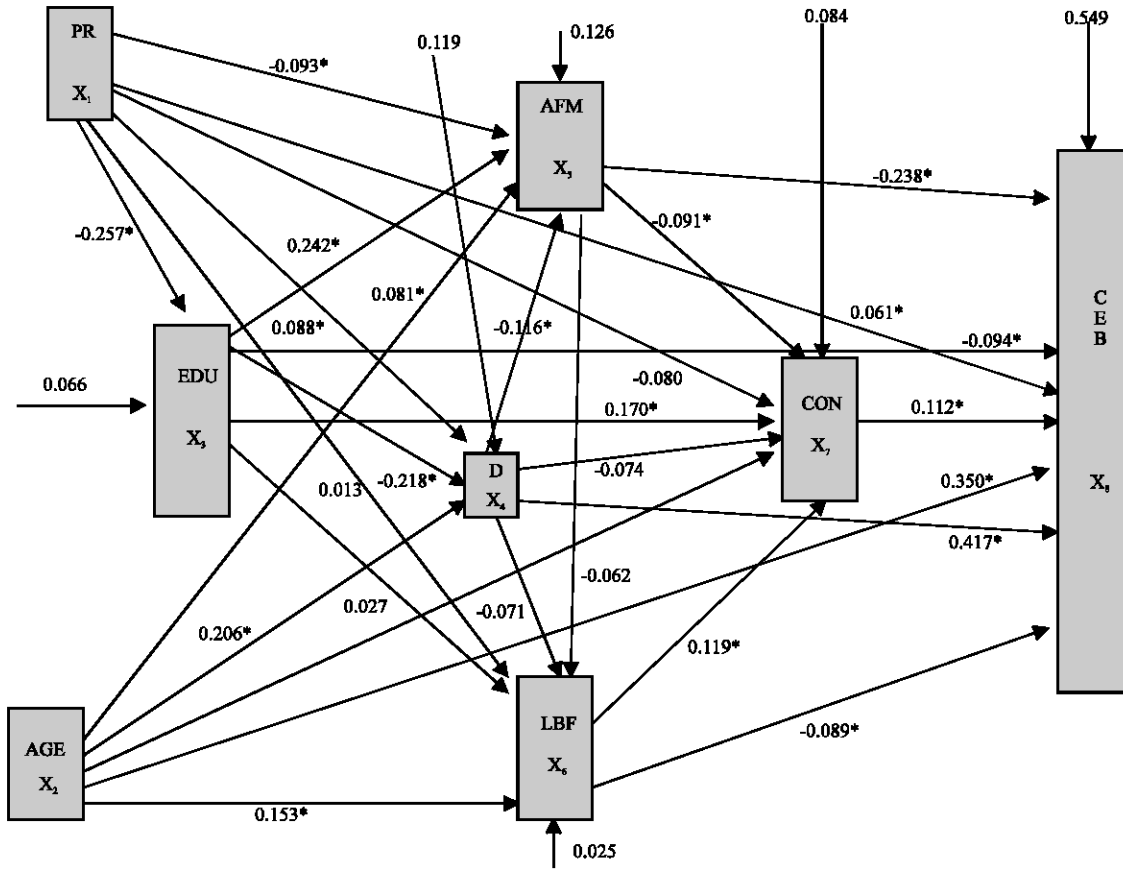 0.084
0.549
PR
X₁
0.119
0.126
-0.093*
AFM
X₅
-0.238*
-0.091*
-0.257*
0.242*
0.081*
0.088*
-0.116*
0.061*
C
E
B
X₈
-0.094*
EDU
X₃
0.066
-0.080
0.170*
CON
X₇
0.112*
D
X₄
-0.074
0.013
-0.218*
0.350*
0.417*
-0.062
0.027
-0.071
0.206*
0.119*
AGE
X₂
LBF
X₆
-0.089*
0.153*
0.025